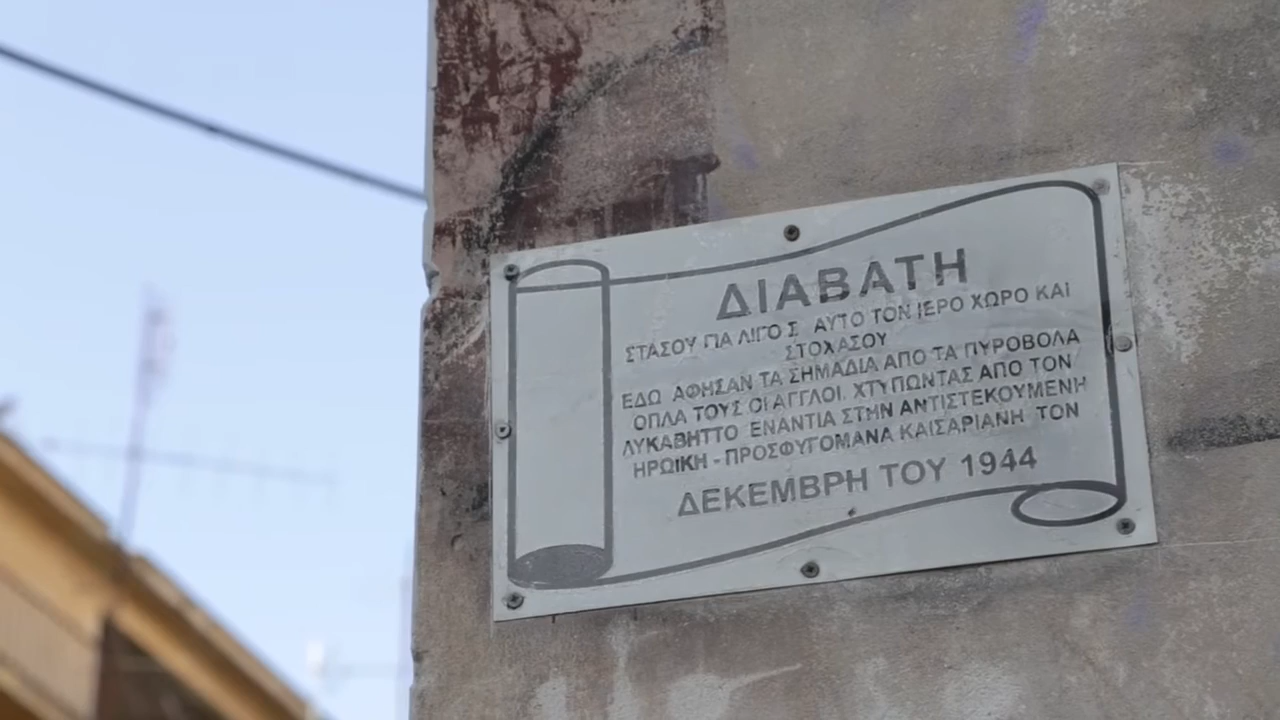 ΔΙΑΒΑΤΗ
ΣΤΑΣΟΥ ΓΙΑ ΛΙΓΟ Σ ΑΥΤΟ ΤΟΝ ΙΕΡΟ ΧΩΡΟ ΚΑΙ
ΣΤΟΧΑΣΟΥ
ΕΔΩ ΑΦΗΣΑΝ ΤΑ ΣΗΜΑΔΙΑ ΑΠΟ ΤΑ ΠΥΡΟΒΟΛΑ
ΟΠΛΑ ΤΟΥΣ ΟΙ ΑΓΓΛΟΙ. ΧΤΥΠΩΝΤΑΣ ΑΠΟ ΤΟΝ
ΛΥΚΑΒΗΤΤΟ ΕΝΑΝΤΙΑ ΣΤΗΝ ΑΝΤΙΣΤΕΚΟΥΜΕΝΗ
ΗΡΩΙΚΗ - ΠΡΟΣΦΥΓΟΜΑΝΑ ΚΑΙΣΑΡΙΑΝΗ ΤΟΝ
ΔΕΚΕΜΒΡΗ ΤΟΥ 1944